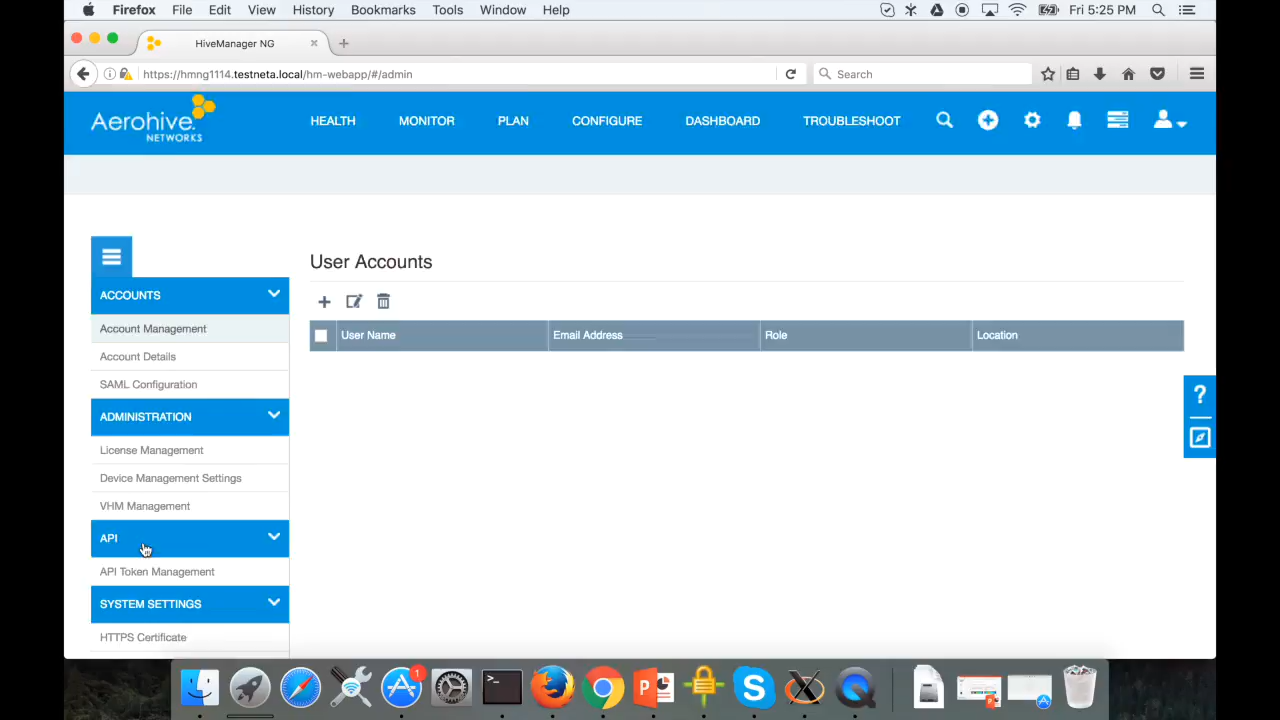 Firefox File Edit View History Bookmarks Tools Window Help Fri 5:25 PM
HiveManager NG
https://hmng1114.testneta.local/hm-webapp/#/admin
Search
Aerohive
NETWORKS
HEALTH MONITOR PLAN CONFIGURE DASHBOARD TROUBLESHOOT
User Accounts
ACCOUNTS
Account Management
Account Details
SAML Configuration
ADMINISTRATION
License Management
Device Management Settings
VHM Management
API
API Token Management
SYSTEM SETTINGS
HTTPS Certificate
User Name Email Address Role Location
?
1